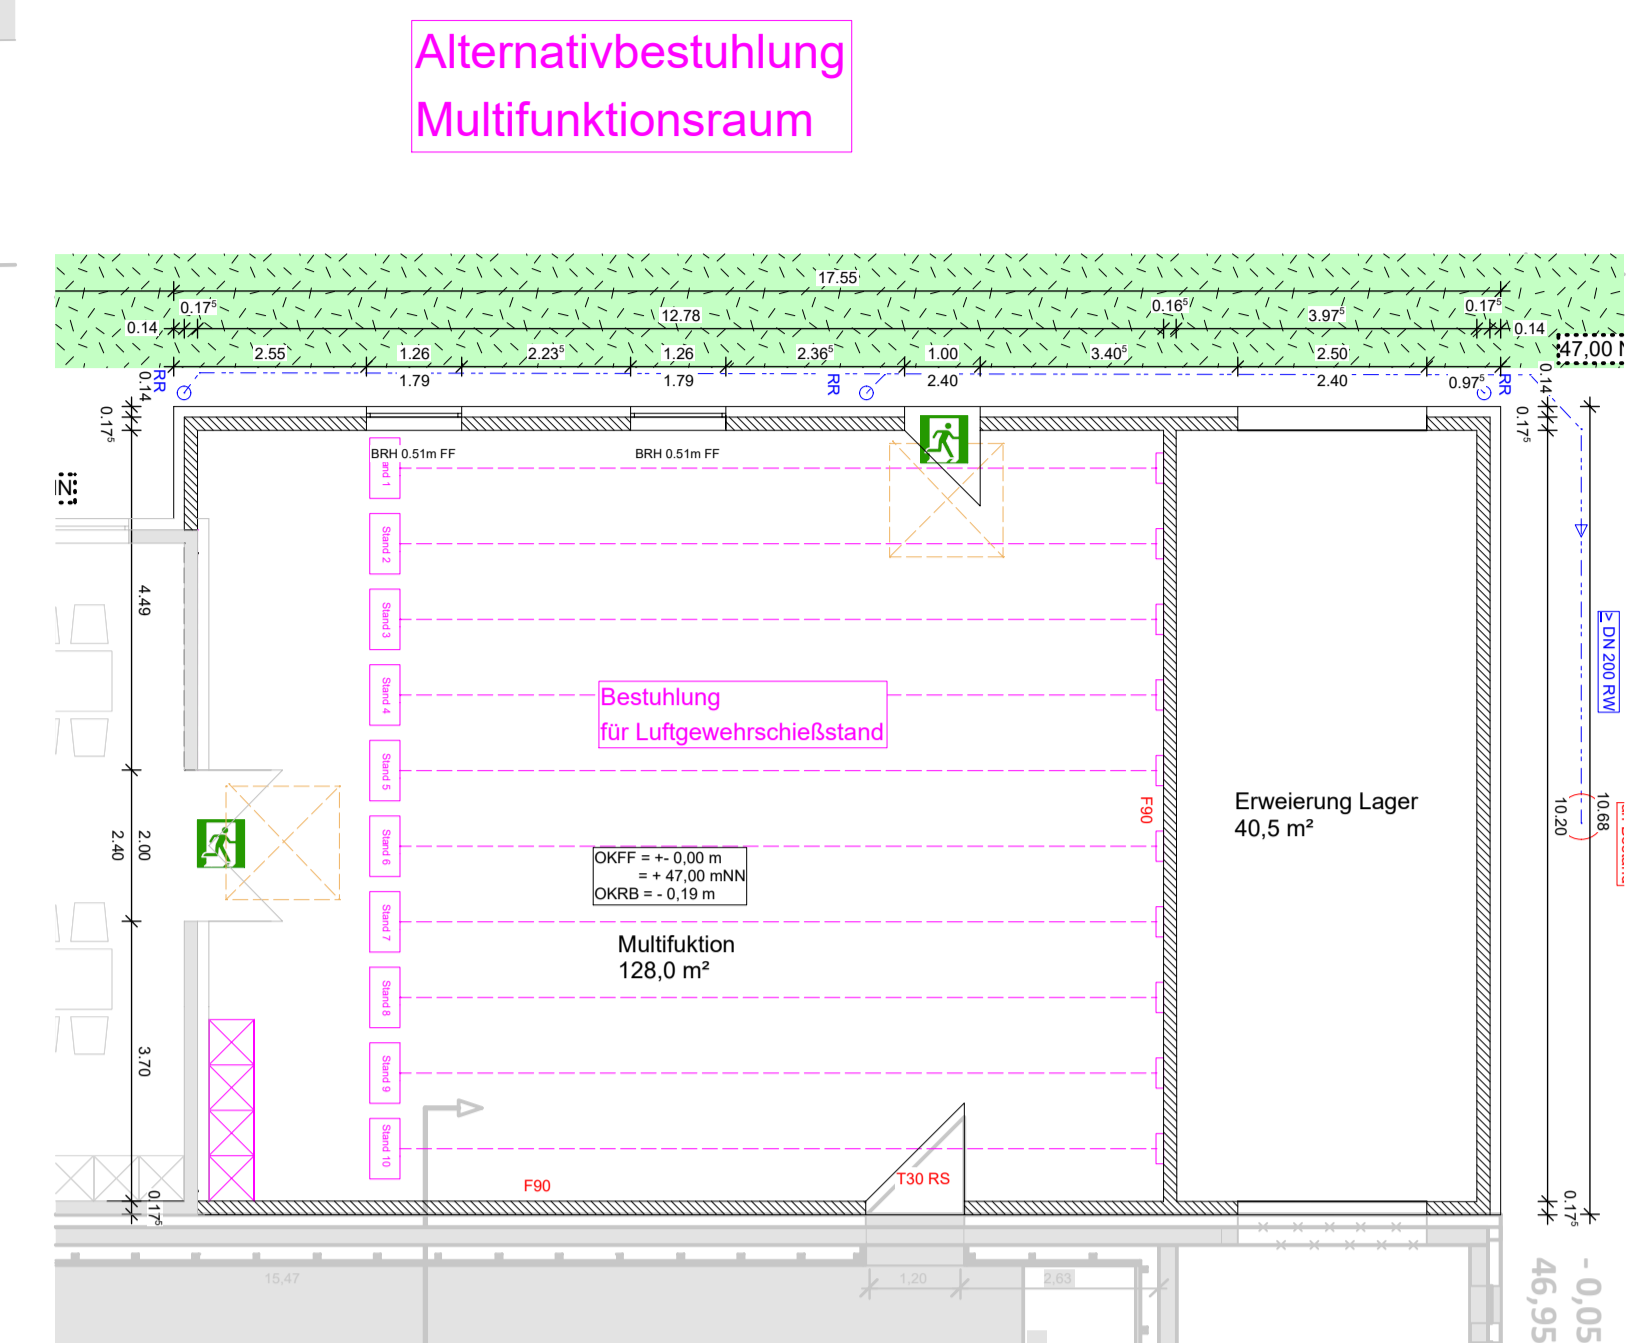 Alternativbestuhlung
Multifunktionsraum
17.55
0.14
0.17⁵
12.78
0.16⁵
3.97⁵
0.17⁵
0.14
47,00
2.55
1.26
2.23⁵
1.26
2.36⁵
1.00
3.40⁵
2.50
1.79
1.79
2.40
2.40
0.97⁵
RR
RR
RR
0.14
0.17⁵
0.14
0.17⁵
BRH 0.51m FF
BRH 0.51m FF
and 1
Stand 2
Stand 3
Stand 4
Stand 5
Stand 6
Stand 7
Stand 8
Stand 9
Stand 10
4.49
2.00
2.40
3.70
0.17⁵
Bestuhlung
für Luftgewehrschießstand
OKFF = +- 0,00 m
= + 47,00 mNN
OKRB = - 0,19 m
Multifuktion
128,0 m²
F90
F90
T30 RS
Erweierung Lager
40,5 m²
≥ DN 200 RW
10.68
10.20
0.17⁵
15,47
1,20
2,63
- 0,05
46,95